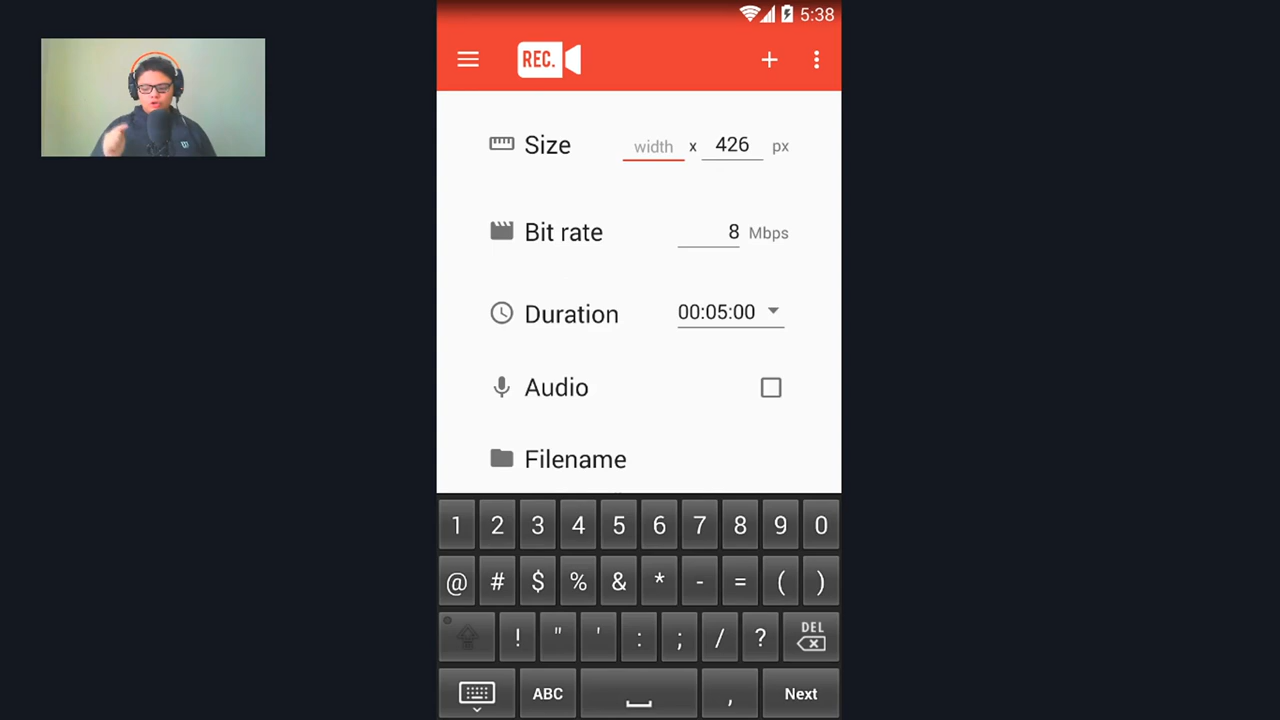 5:38
REC.
Size width x 426 px
Bit rate 8 Mbps
Duration 00:05:00
Audio
Filename
1 2 3 4 5 6 7 8 9 0
@ # $ % & * - = ( )
! " ' : ; / ? DEL
ABC , Next